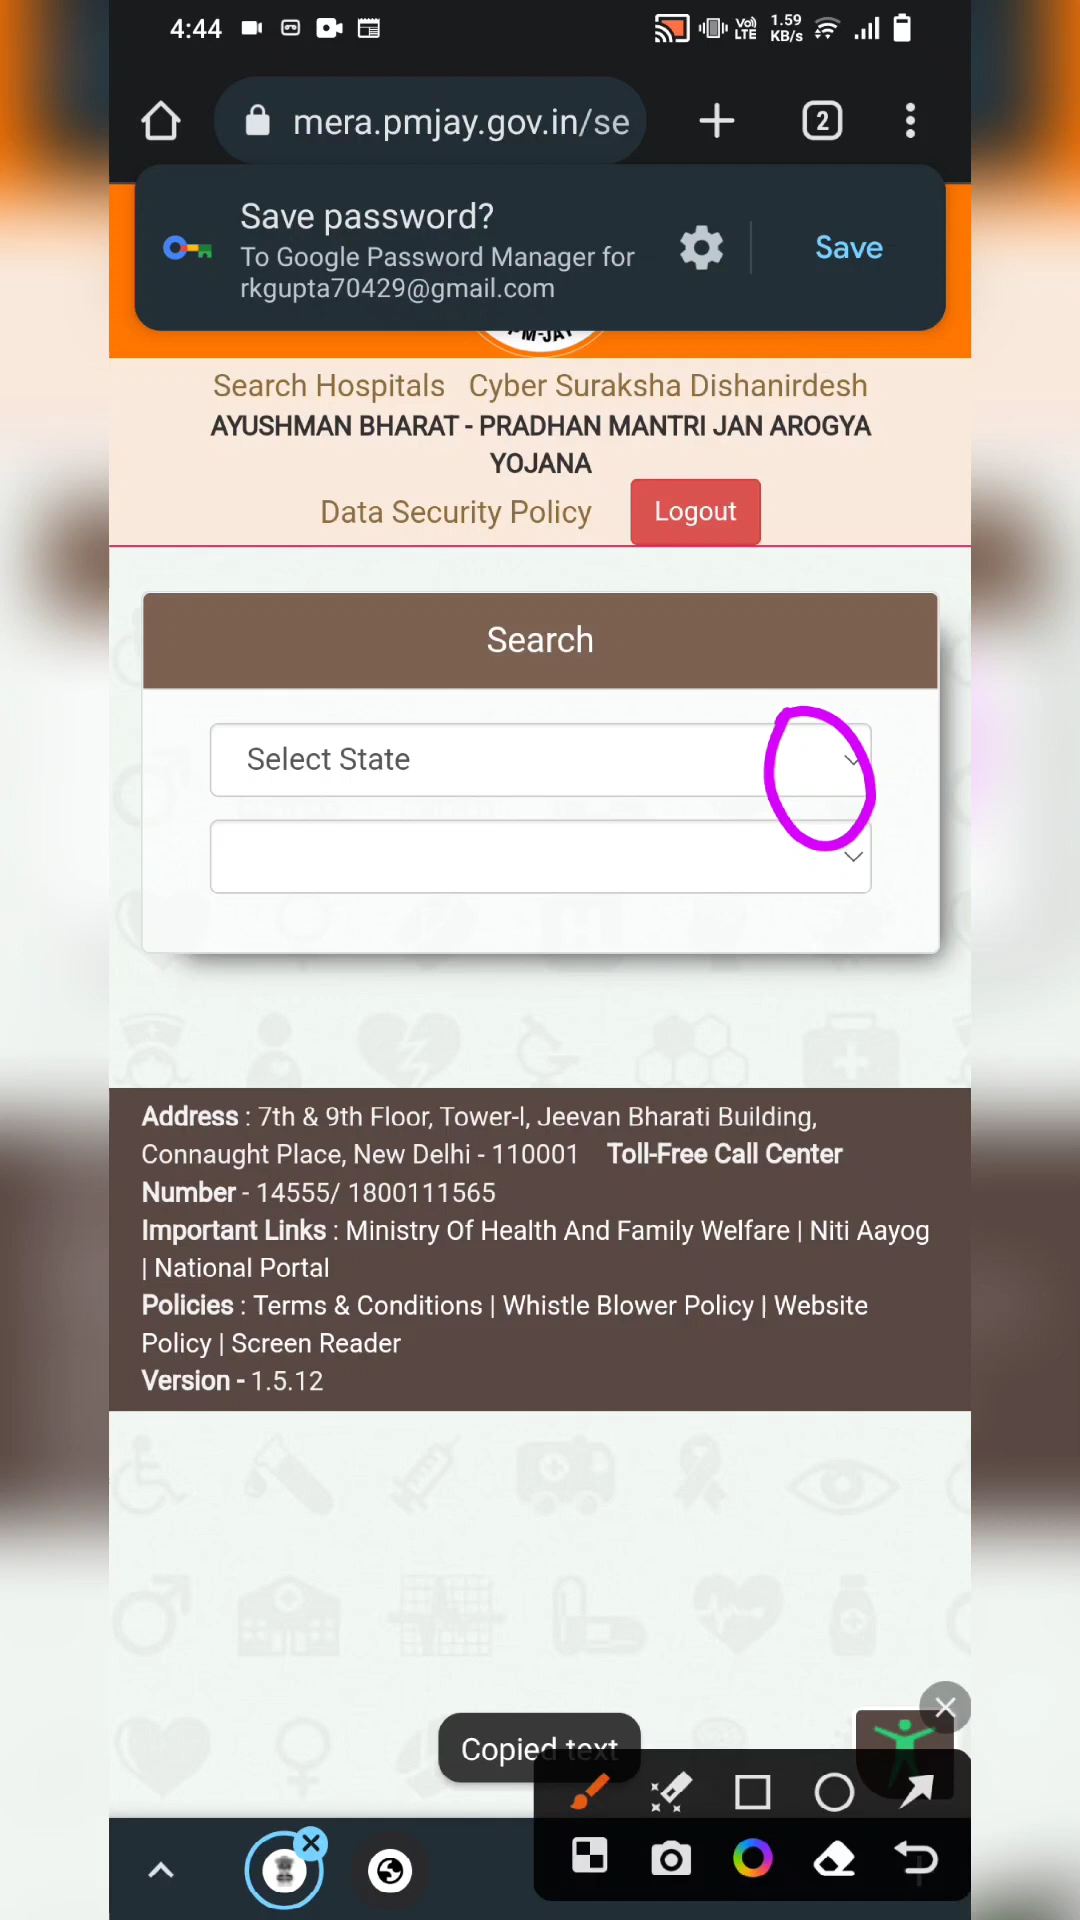 4:44
Vo) LTE
1.59 KB/s
mera.pmjay.gov.in/se
2
Save password?
To Google Password Manager for
rkgupta70429@gmail.com
Save
PM-JAY
Search Hospitals Cyber Suraksha Dishanirdesh
AYUSHMAN BHARAT - PRADHAN MANTRI JAN AROGYA
YOJANA
Data Security Policy Logout
Search
Select State
Address : 7th & 9th Floor, Tower-l, Jeevan Bharati Building,
Connaught Place, New Delhi - 110001 Toll-Free Call Center
Number - 14555/ 1800111565
Important Links : Ministry Of Health And Family Welfare | Niti Aayog
| National Portal
Policies : Terms & Conditions | Whistle Blower Policy | Website
Policy | Screen Reader
Version - 1.5.12
Copied text